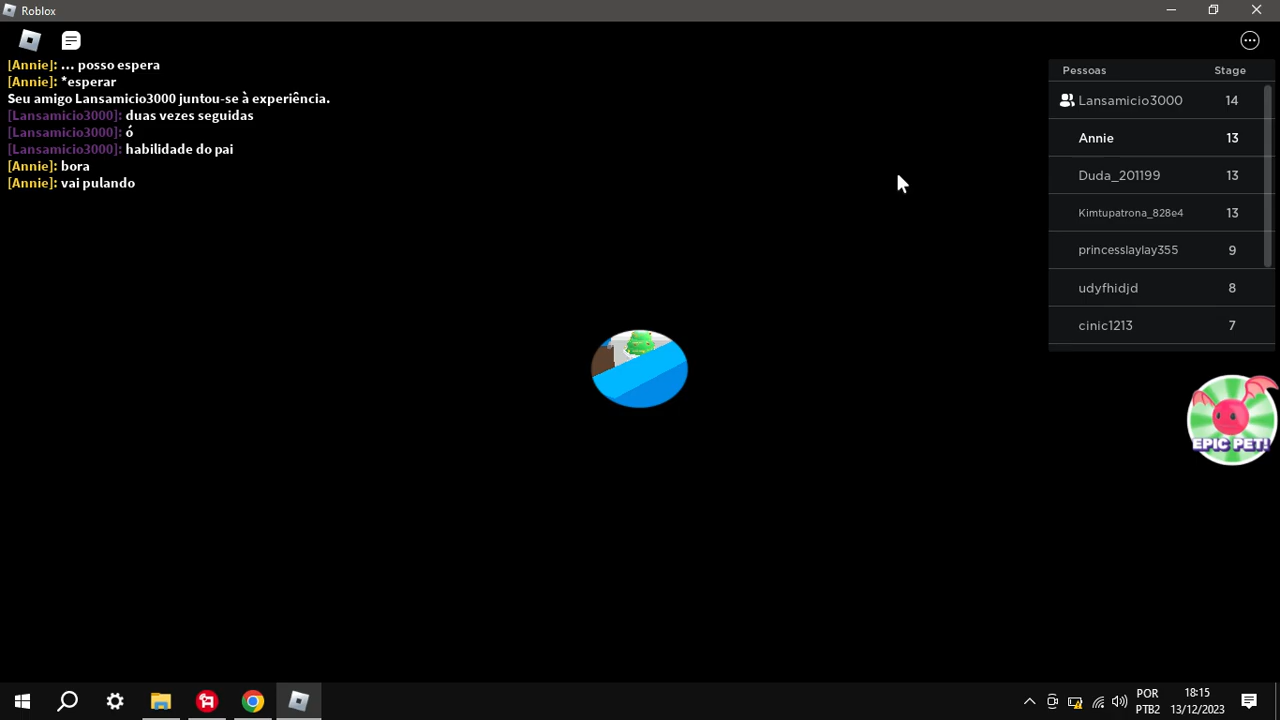 Roblox
[Annie]: ... posso espera
[Annie]: *esperar
Seu amigo Lansamicio3000 juntou-se à experiência.
[Lansamicio3000]: duas vezes seguidas
[Lansamicio3000]: ó
[Lansamicio3000]: habilidade do pai
[Annie]: bora
[Annie]: vai pulando
Pessoas Stage
Lansamicio3000 14
Annie 13
Duda_201199 13
Kimtupatrona_828e4 13
princesslaylay355 9
udyfhidjd 8
cinic1213 7
EPIC PET!
POR
PTB2
18:15
13/12/2023